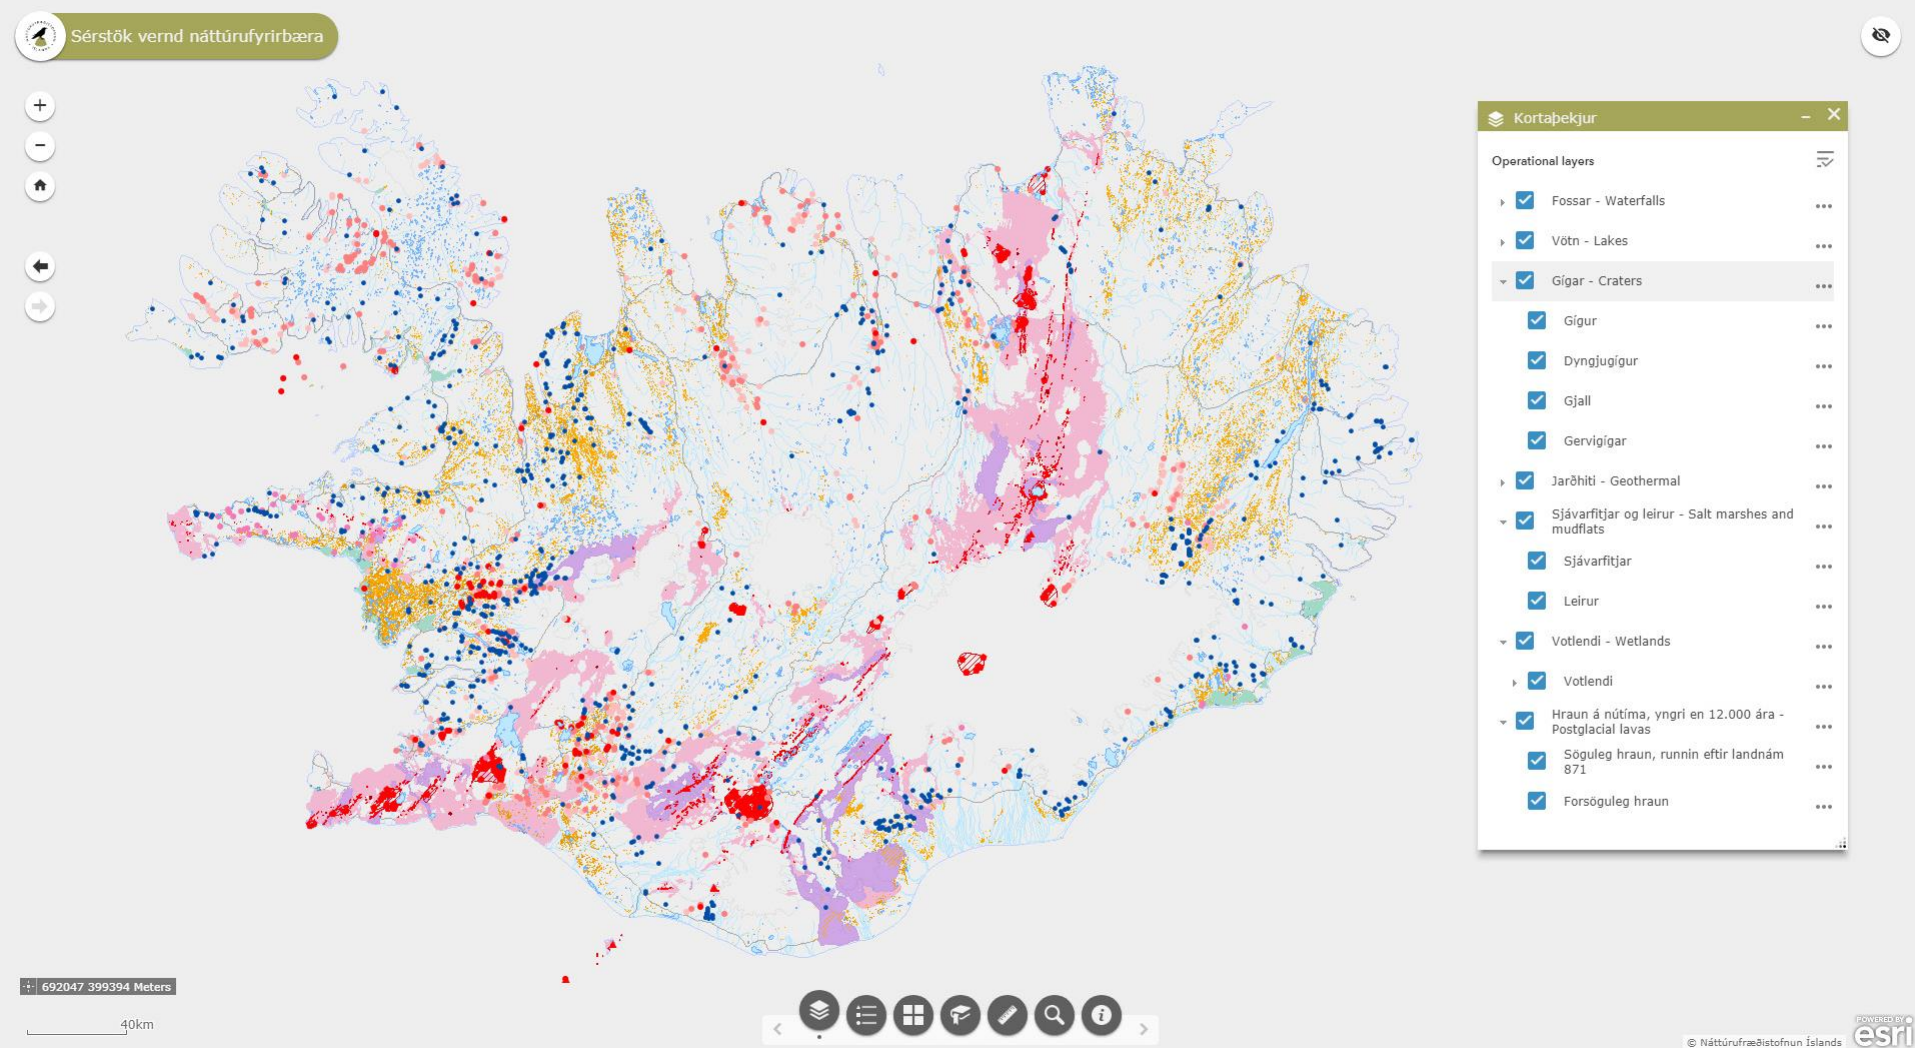 Sérstök vernd náttúrufyrirbæra
Kortaþekjur
Operational layers
Fossar - Waterfalls
Vötn - Lakes
Gígar - Craters
Gígur
Dyngjugígur
Gjall
Gervigígar
Jarðhiti - Geothermal
Sjávarfitjar og leirur - Salt marshes and
mudflats
Sjávarfitjar
Leirur
Votlendi - Wetlands
Votlendi
Hraun á nútíma, yngri en 12.000 ára -
Postglacial lavas
Söguleg hraun, runnin eftir landnám
871
Forsöguleg hraun
692047 399394 Meters
40km
POWERED BY
esri
© Náttúrufræðistofnun Íslands